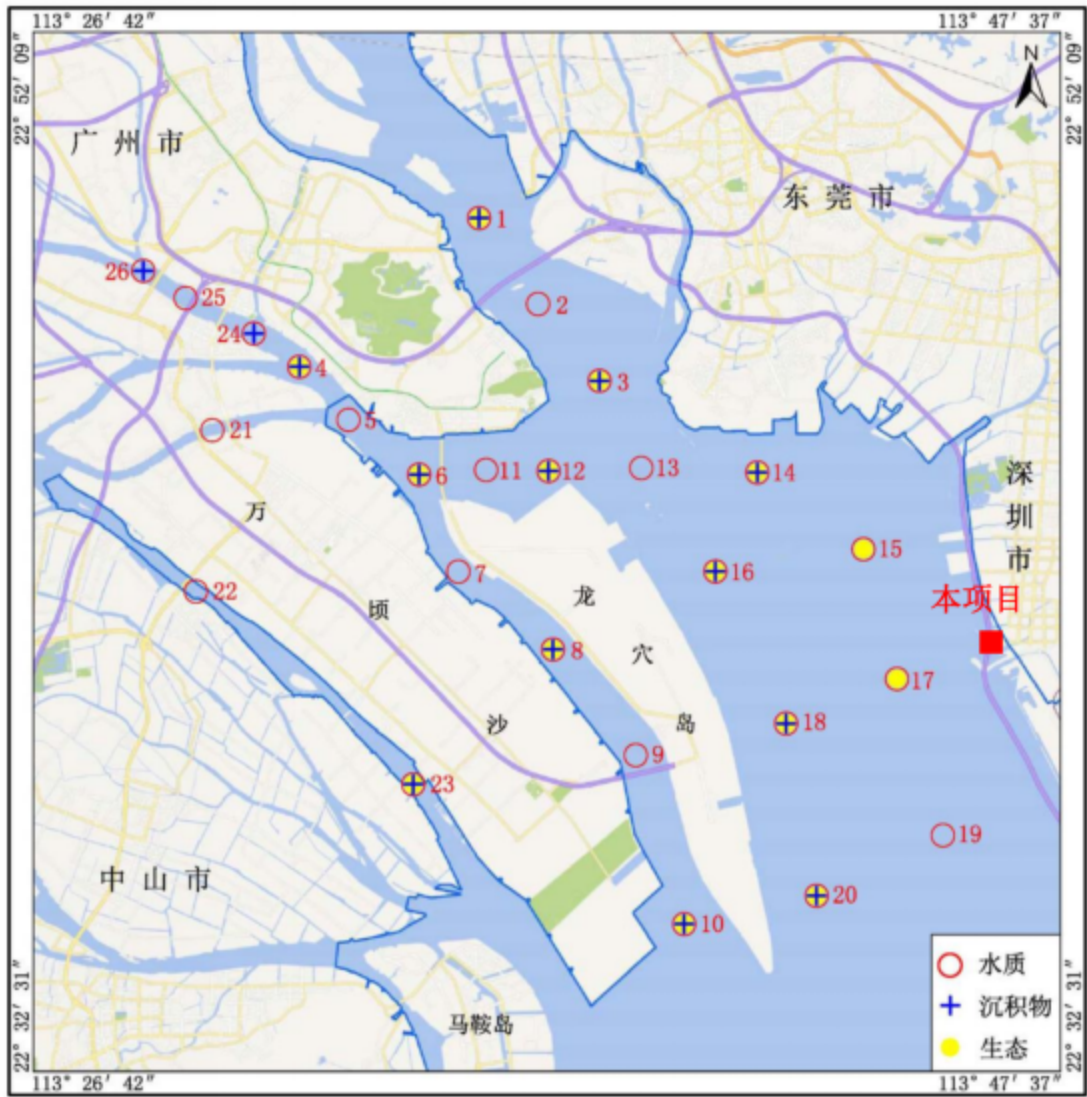 113° 26′ 42″
113° 47′ 37″
22° 52′ 09″
22° 52′ 09″
N
广州市
东莞市
1
26
25
2
24
4
3
5
21
深圳市
6
11
12
13
14
万顷沙
15
7
16
22
龙穴岛
本项目
8
17
18
9
23
19
中山市
20
10
水质
沉积物
生态
马鞍岛
22° 32′ 31″
22° 32′ 31″
113° 26′ 42″
113° 47′ 37″